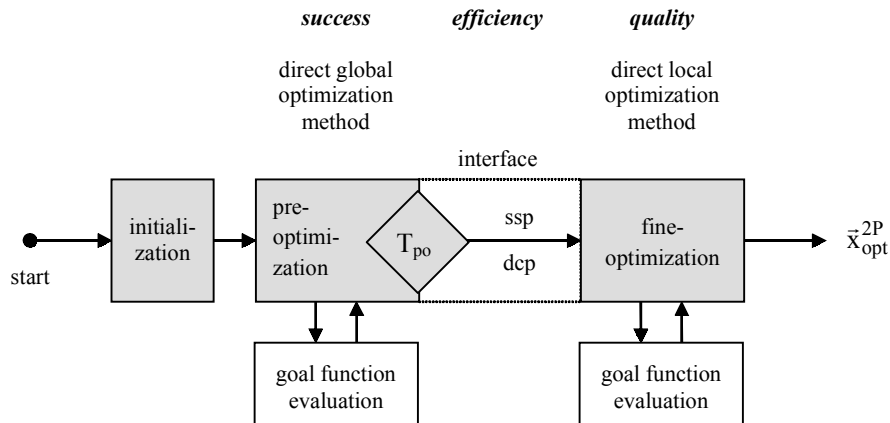 success
efficiency
quality
direct global
optimization
method
direct local
optimization
method
interface
start
initiali-
zation
pre-
optimi-
zation
T_po
ssp
dcp
fine-
optimization
x⃗_opt^2P
goal function
evaluation
goal function
evaluation